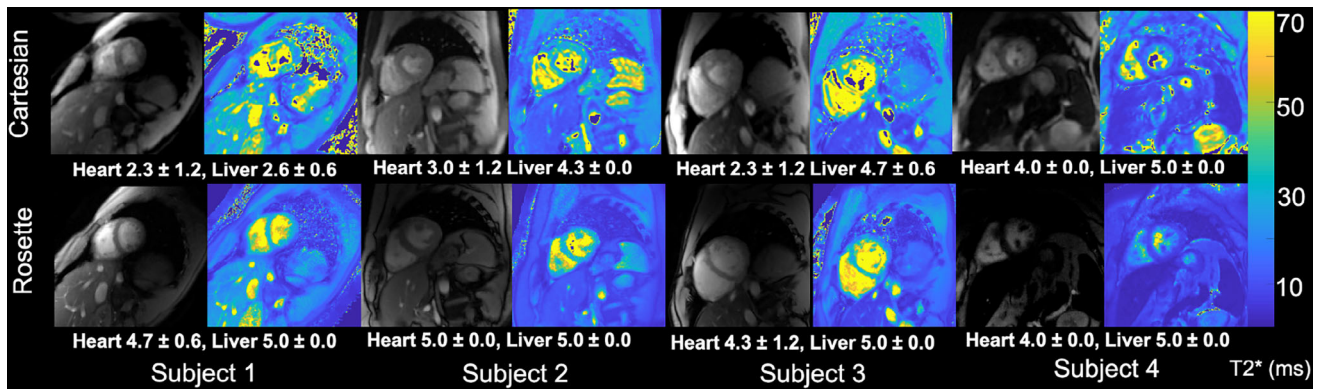 Cartesian
70
50
30
10
Heart 2.3 ± 1.2, Liver 2.6 ± 0.6
Heart 3.0 ± 1.2 Liver 4.3 ± 0.0
Heart 2.3 ± 1.2 Liver 4.7 ± 0.6
Heart 4.0 ± 0.0, Liver 5.0 ± 0.0
Rosette
Heart 4.7 ± 0.6, Liver 5.0 ± 0.0
Heart 5.0 ± 0.0, Liver 5.0 ± 0.0
Heart 4.3 ± 1.2, Liver 5.0 ± 0.0
Heart 4.0 ± 0.0, Liver 5.0 ± 0.0
Subject 1
Subject 2
Subject 3
Subject 4
T2* (ms)